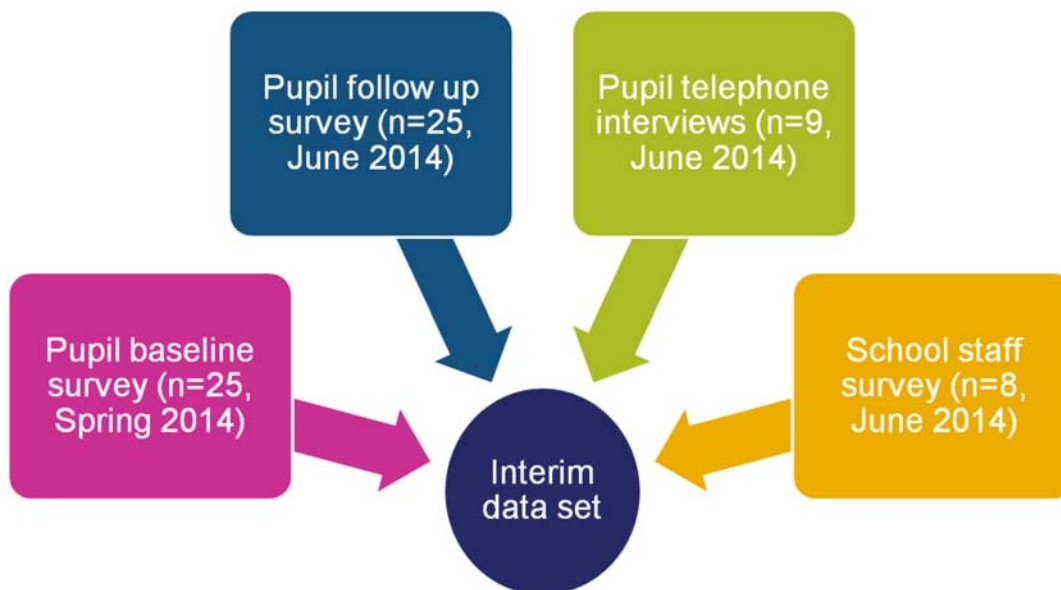 Pupil follow up
survey (n=25,
June 2014)
Pupil telephone
interviews (n=9,
June 2014)
Pupil baseline
survey (n=25,
Spring 2014)
School staff
survey (n=8,
June 2014)
Interim
data set